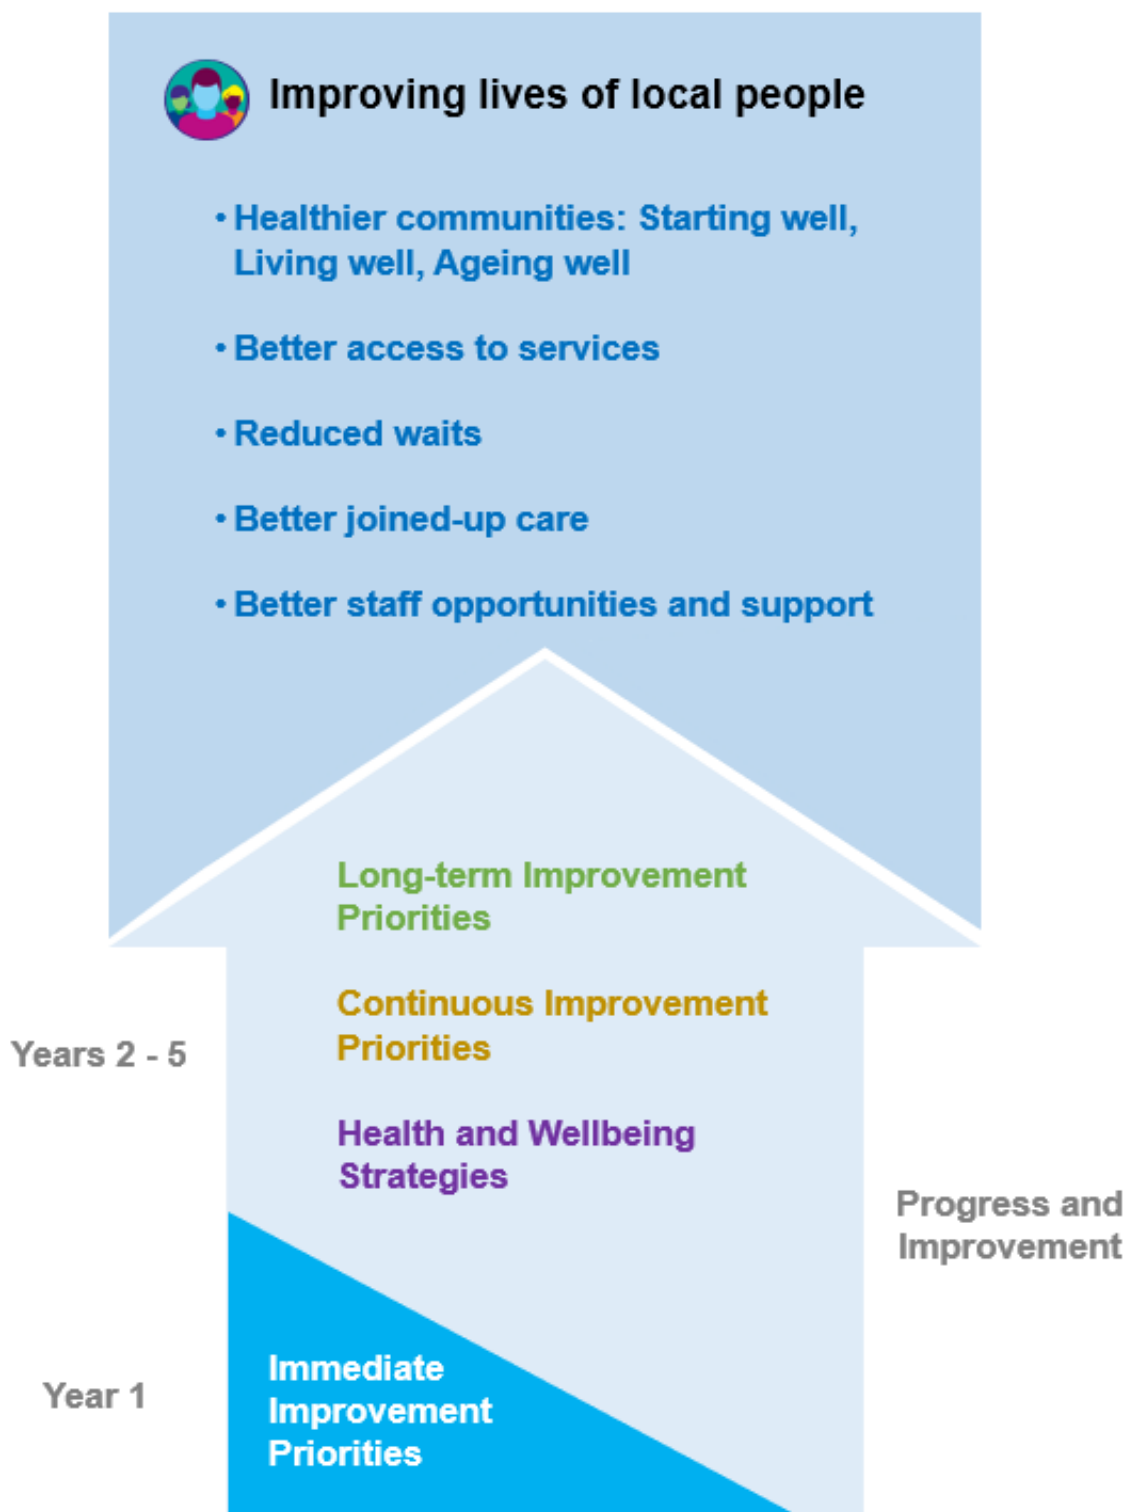 Improving lives of local people
• Healthier communities: Starting well,
Living well, Ageing well
• Better access to services
• Reduced waits
• Better joined-up care
• Better staff opportunities and support
Long-term Improvement
Priorities
Continuous Improvement
Priorities
Years 2 - 5
Health and Wellbeing
Strategies
Progress and
Improvement
Immediate
Improvement
Priorities
Year 1